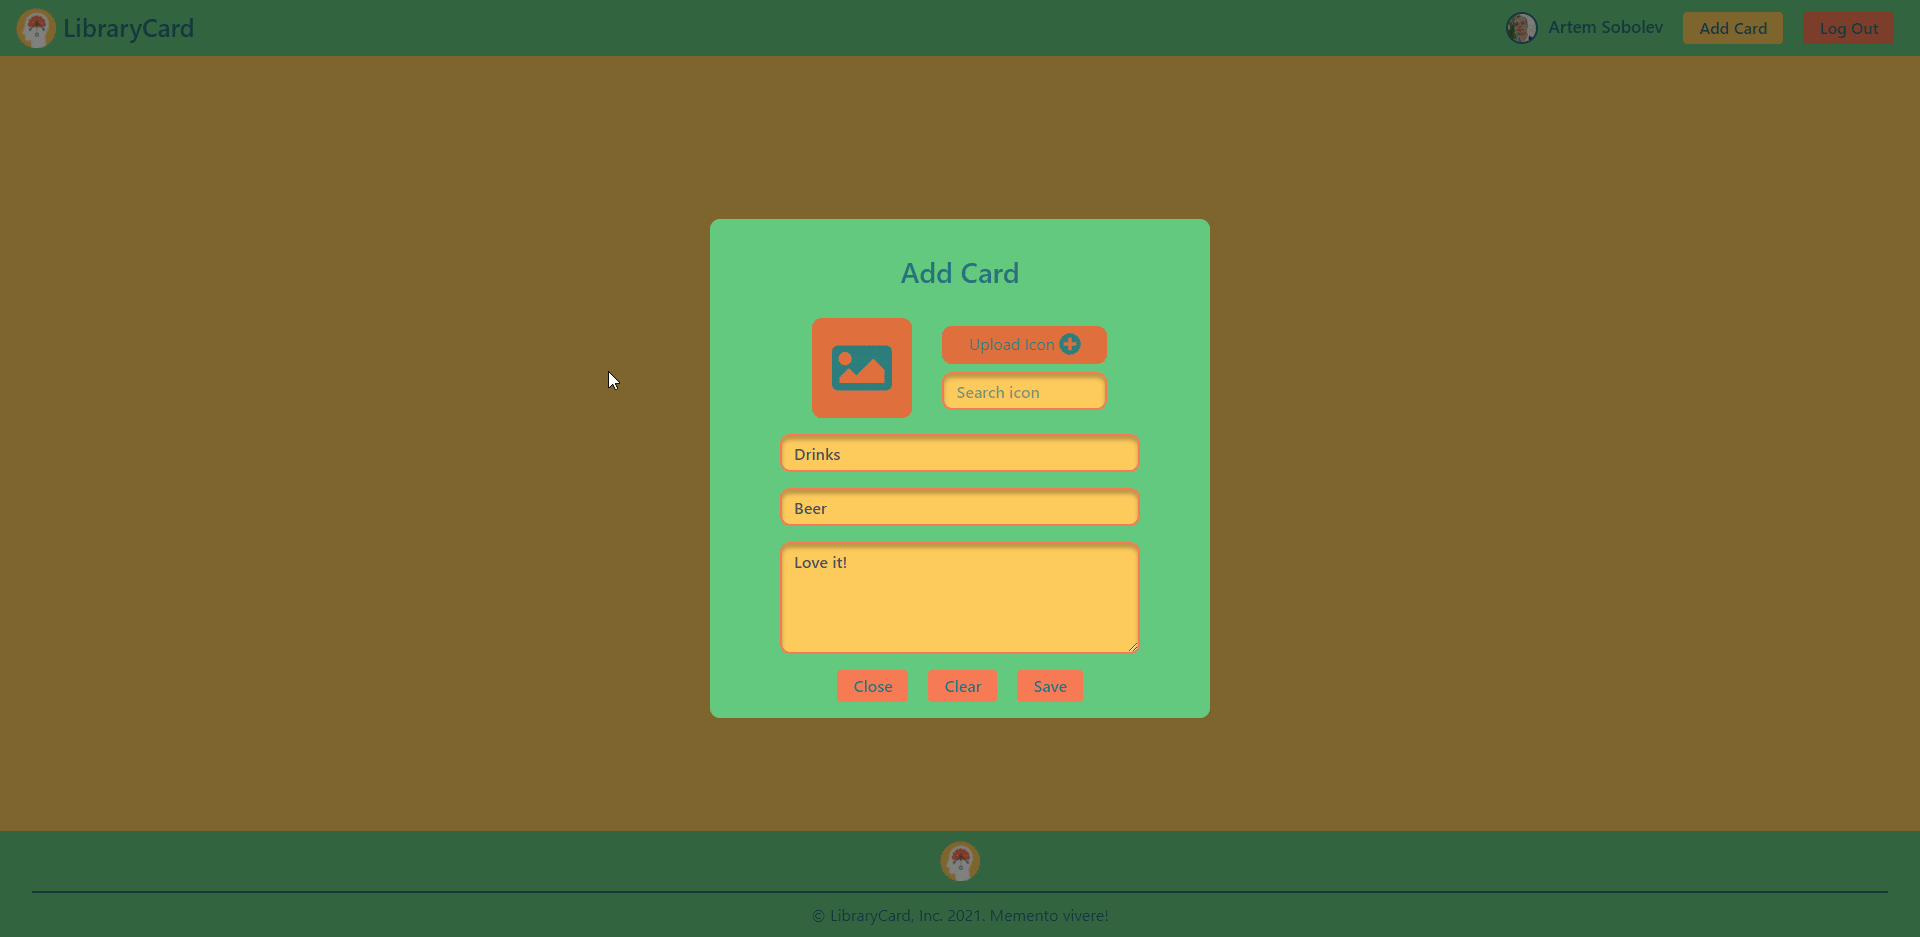 LibraryCard
Artem Sobolev
Add Card
Log Out
Add Card
Upload Icon
Search icon
Drinks
Beer
Love it!
Close
Clear
Save
© LibraryCard, Inc. 2021. Memento vivere!